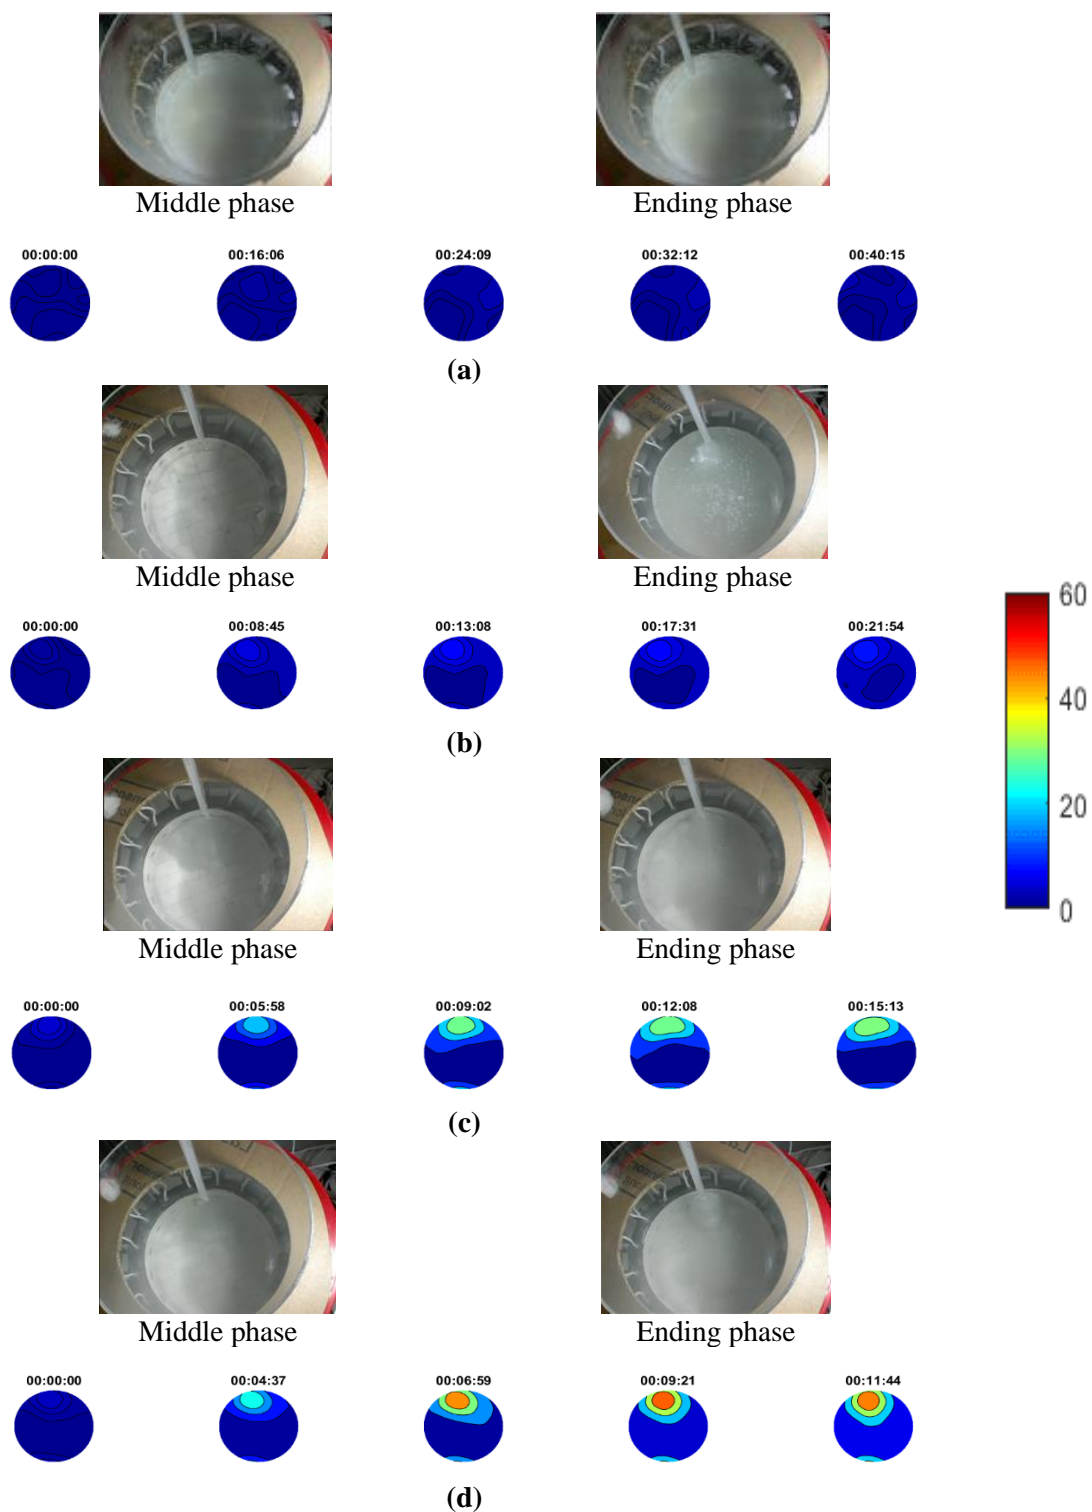 Middle phase Ending phase
00:00:00 00:16:06 00:24:09 00:32:12 00:40:15
(a)
Middle phase Ending phase
00:00:00 00:08:45 00:13:08 00:17:31 00:21:54
(b)
60
40
20
0
Middle phase Ending phase
00:00:00 00:05:58 00:09:02 00:12:08 00:15:13
(c)
Middle phase Ending phase
00:00:00 00:04:37 00:06:59 00:09:21 00:11:44
(d)